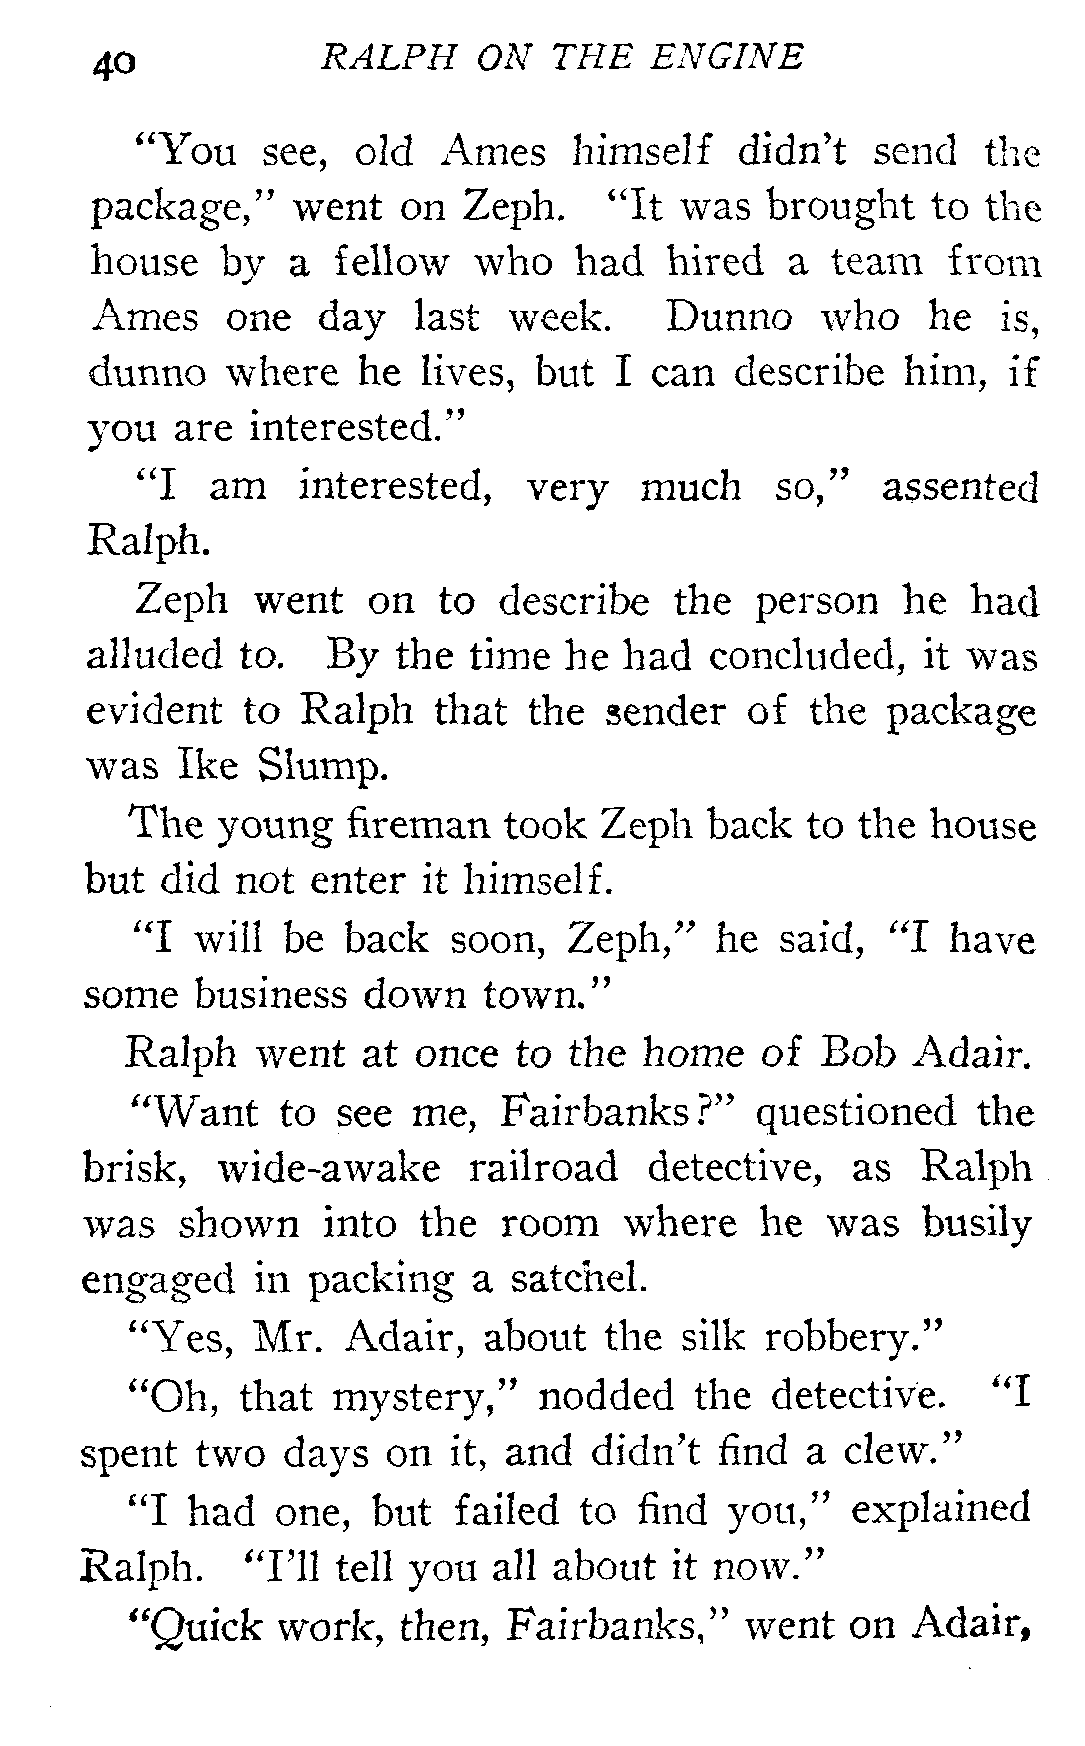 40 RALPH ON THE ENGINE
“You see, old Ames himself didn’t send the
package,” went on Zeph. “It was brought to the
house by a fellow who had hired a team from
Ames one day last week. Dunno who he is,
dunno where he lives, but I can describe him, if
you are interested.”
“I am interested, very much so,” assented
Ralph.
Zeph went on to describe the person he had
alluded to. By the time he had concluded, it was
evident to Ralph that the sender of the package
was Ike Slump.
The young fireman took Zeph back to the house
but did not enter it himself.
“I will be back soon, Zeph,” he said, “I have
some business down town.”
Ralph went at once to the home of Bob Adair.
“Want to see me, Fairbanks?” questioned the
brisk, wide-awake railroad detective, as Ralph
was shown into the room where he was busily
engaged in packing a satchel.
“Yes, Mr. Adair, about the silk robbery.”
“Oh, that mystery,” nodded the detective. “I
spent two days on it, and didn’t find a clew.”
“I had one, but failed to find you,” explained
Ralph. “I’ll tell you all about it now.”
“Quick work, then, Fairbanks,” went on Adair,